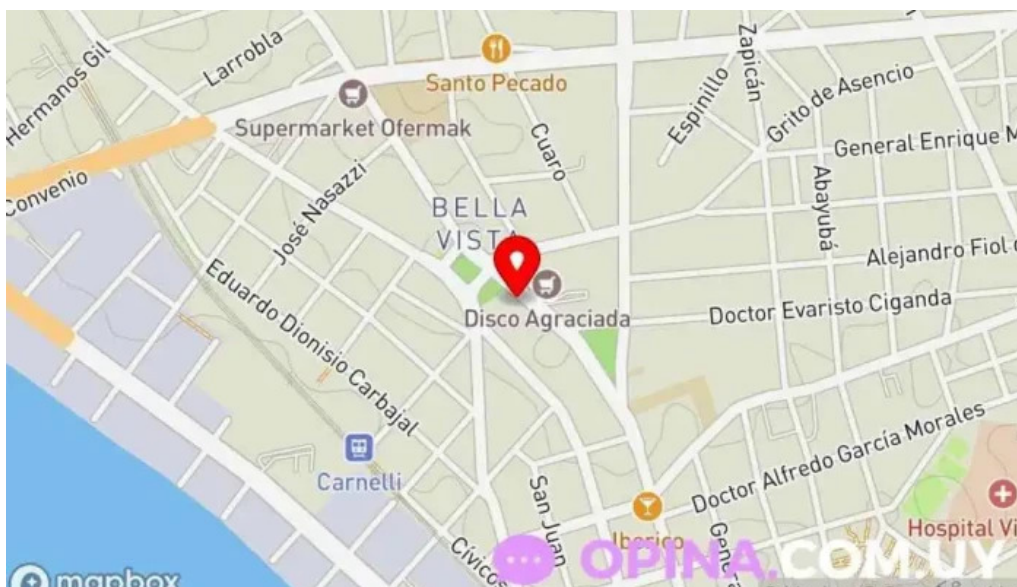 Hermanos Gil
Larrobla
Santo Pecado
Zapicán
Espinillo
Grito de Asencio
Supermarket Ofermak
Cuaro
General Enrique M
Convenio
José Nasazzi
BELLA
VISTA
Abayubá
Alejandro Fiol
Eduardo Dionisio Carbajal
Disco Agraciada
Doctor Evaristo Ciganda
Doctor Alfredo García Morales
Carnelli
San Juan
Iberico
Hospital Vi
Cívicos
Genera
OPINA.COM.UY
mapbox